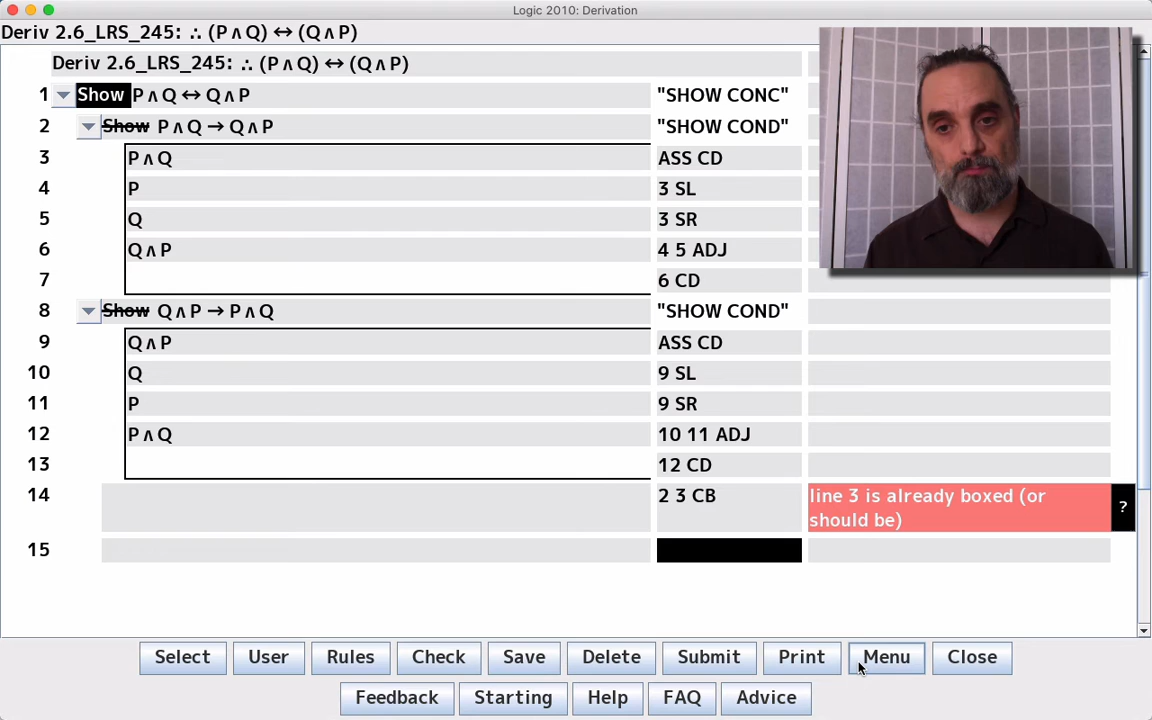 Logic 2010: Derivation
Deriv 2.6_LRS_245: ∴ (P∧Q) ↔ (Q∧P)
Deriv 2.6_LRS_245: ∴ (P∧Q) ↔ (Q∧P)
1 Show P∧Q ↔ Q∧P "SHOW CONC"
2 Show P∧Q → Q∧P "SHOW COND"
3 P∧Q ASS CD
4 P 3 SL
5 Q 3 SR
6 Q∧P 4 5 ADJ
7 6 CD
8 Show Q∧P → P∧Q "SHOW COND"
9 Q∧P ASS CD
10 Q 9 SL
11 P 9 SR
12 P∧Q 10 11 ADJ
13 12 CD
14 2 3 CB line 3 is already boxed (or
should be) ?
15
Select User Rules Check Save Delete Submit Print Menu Close
Feedback Starting Help FAQ Advice